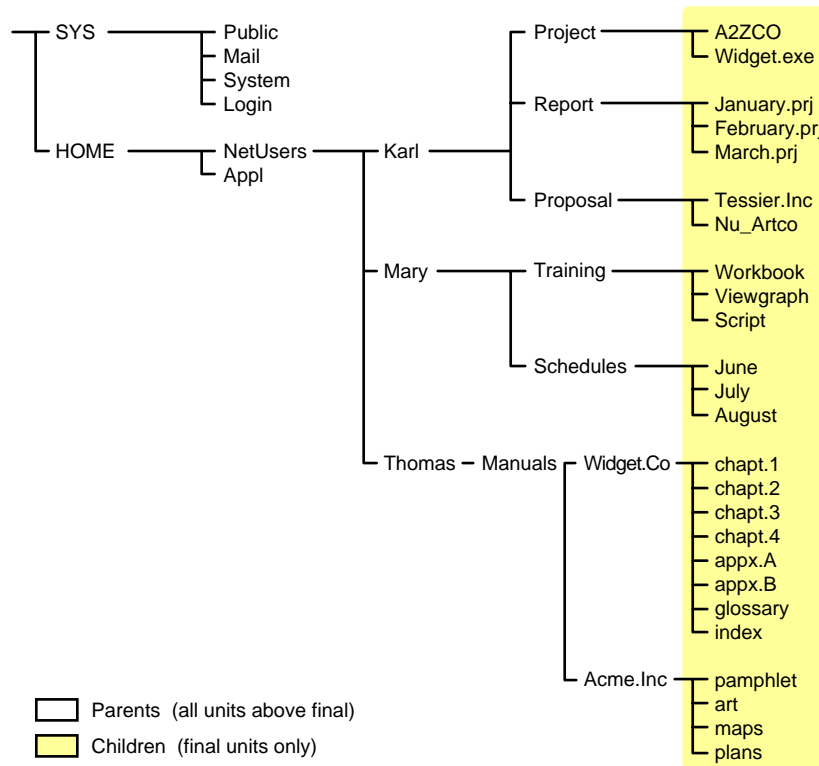 SYS Public Project A2ZCO
Mail Widget.exe
System
Login Report January.prj
February.prj
HOME NetUsers Karl March.prj
Appl
Proposal Tessier.Inc
Nu_Artco
Mary Training Workbook
Viewgraph
Script
Schedules June
July
August
Thomas Manuals Widget.Co chapt.1
chapt.2
chapt.3
chapt.4
appx.A
appx.B
glossary
index
Acme.Inc pamphlet
Parents (all units above final) art
maps
Children (final units only) plans